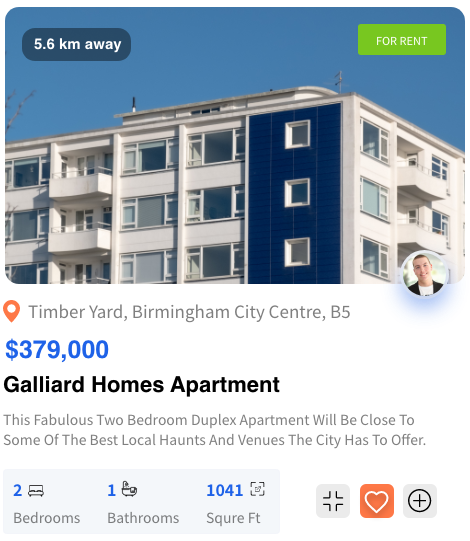 5.6 km away
FOR RENT
Timber Yard, Birmingham City Centre, B5
$379,000
Galliard Homes Apartment
This Fabulous Two Bedroom Duplex Apartment Will Be Close To
Some Of The Best Local Haunts And Venues The City Has To Offer.
2
1
1041
Bedrooms
Bathrooms
Squre Ft